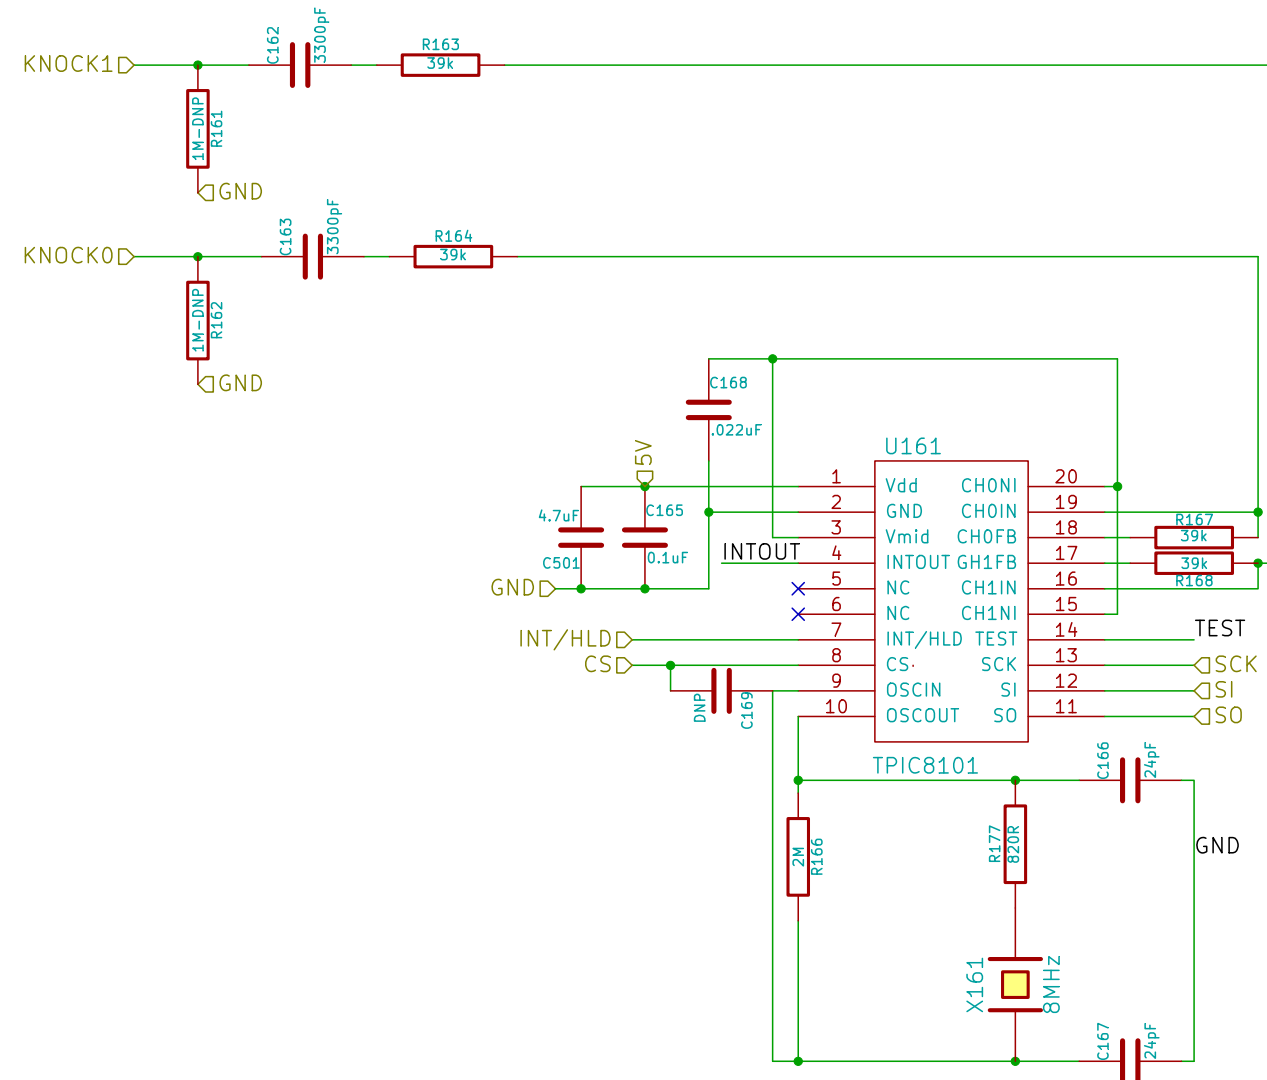 KNOCK1
C162
3300pF
R163
39k
1M-DNP
R161
GND
KNOCK0
C163
3300pF
R164
39k
1M-DNP
R162
GND
C168
.022uF
5V
4.7uF
C501
C165
0.1uF
GND
INTOUT
INT/HLD
CS
DNP
C169
U161
1 Vdd CH0NI 20
2 GND CH0IN 19
3 Vmid CH0FB 18
4 INTOUT GH1FB 17
5 NC CH1IN 16
6 NC CH1NI 15
7 INT/HLD TEST 14
8 CS. SCK 13
9 OSCIN SI 12
10 OSCOUT SO 11
TPIC8101
R167
39k
39k
R168
TEST
SCK
SI
SO
C166
24pF
2M
R166
R177
820R
GND
X161
8MHz
C167
24pF